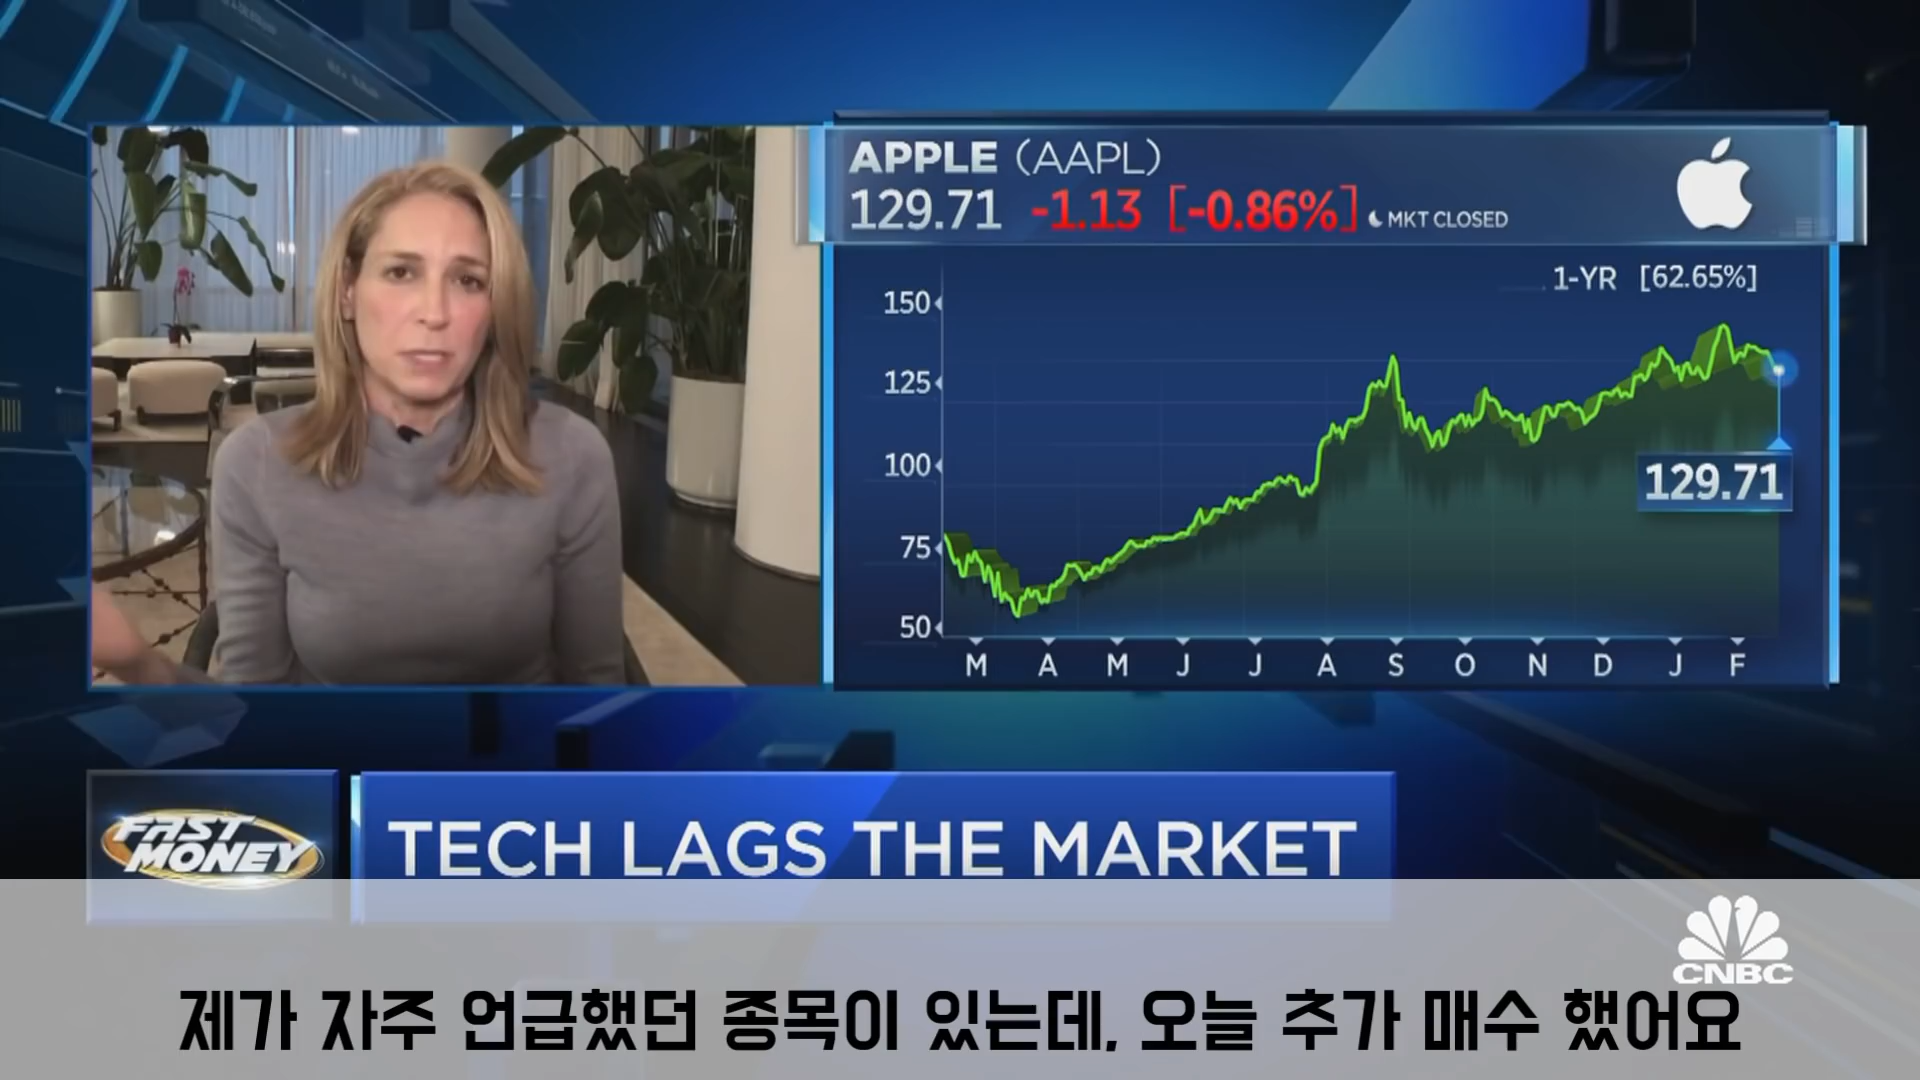 APPLE (AAPL)
129.71 -1.13 [-0.86%] MKT CLOSED
1-YR [62.65%]
150
125
100
75
50
129.71
M A M J J A S O N D J F
FAST MONEY
TECH LAGS THE MARKET
CNBC
제가 자주 언급했던 종목이 있는데, 오늘 추가 매수 했어요